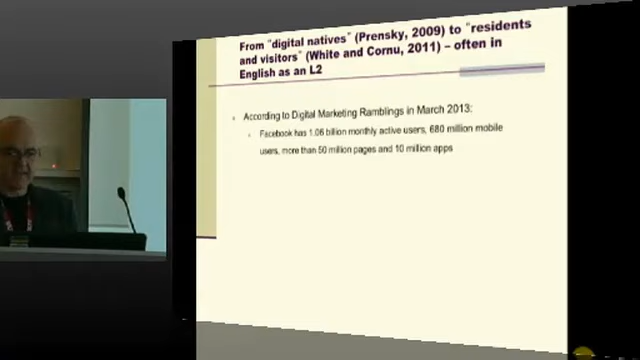 From "digital natives" (Prensky, 2009) to "residents
and visitors" (White and Cornu, 2011) – often in
English as an L2
According to Digital Marketing Ramblings in March 2013:
Facebook has 1.06 billion monthly active users, 680 million mobile
users, more than 50 million pages and 10 million apps